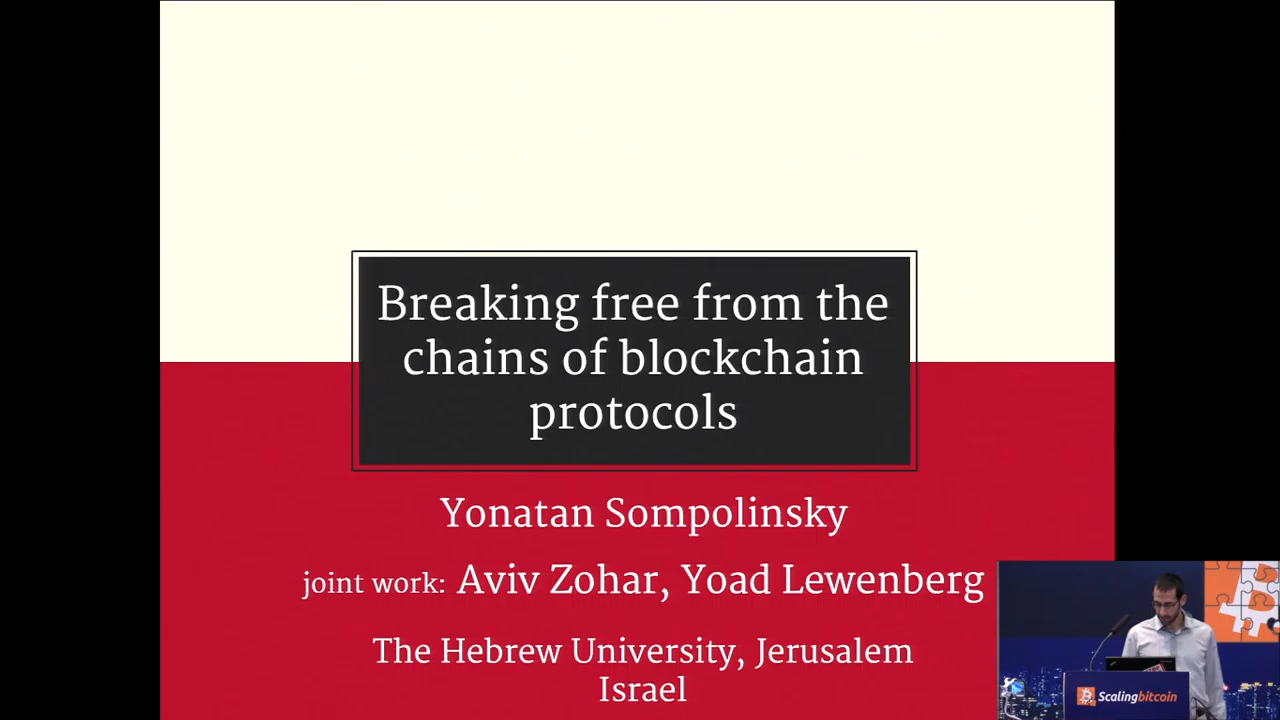 Breaking free from the
chains of blockchain
protocols
Yonatan Sompolinsky
joint work: Aviv Zohar, Yoad Lewenberg
The Hebrew University, Jerusalem
Israel
Scalingbitcoin